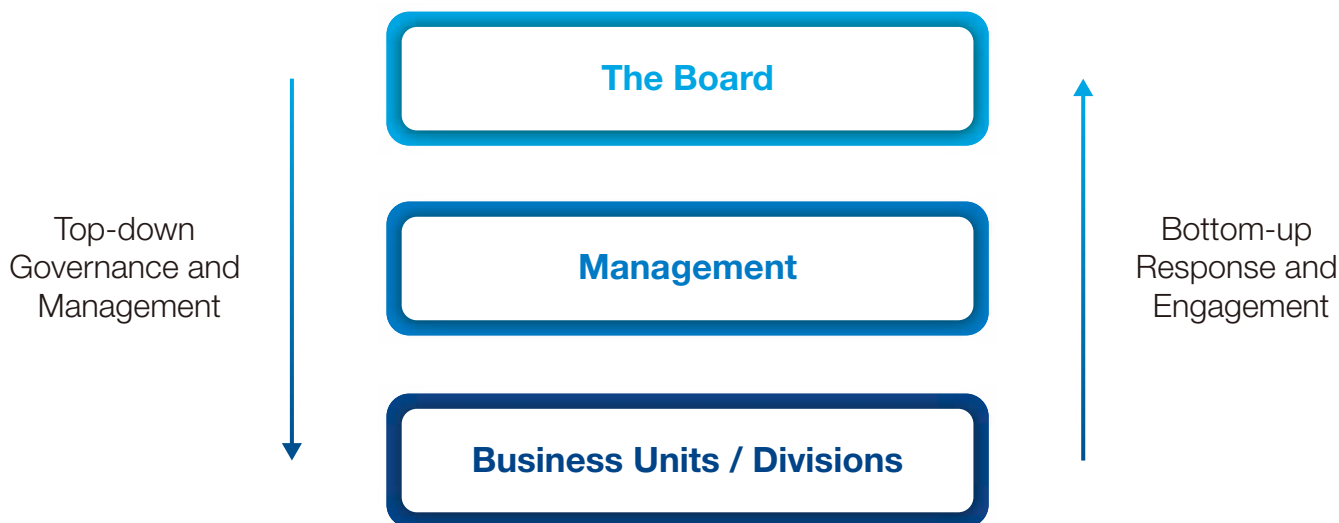 The Board
Top-down
Governance and
Management
Management
Bottom-up
Response and
Engagement
Business Units / Divisions